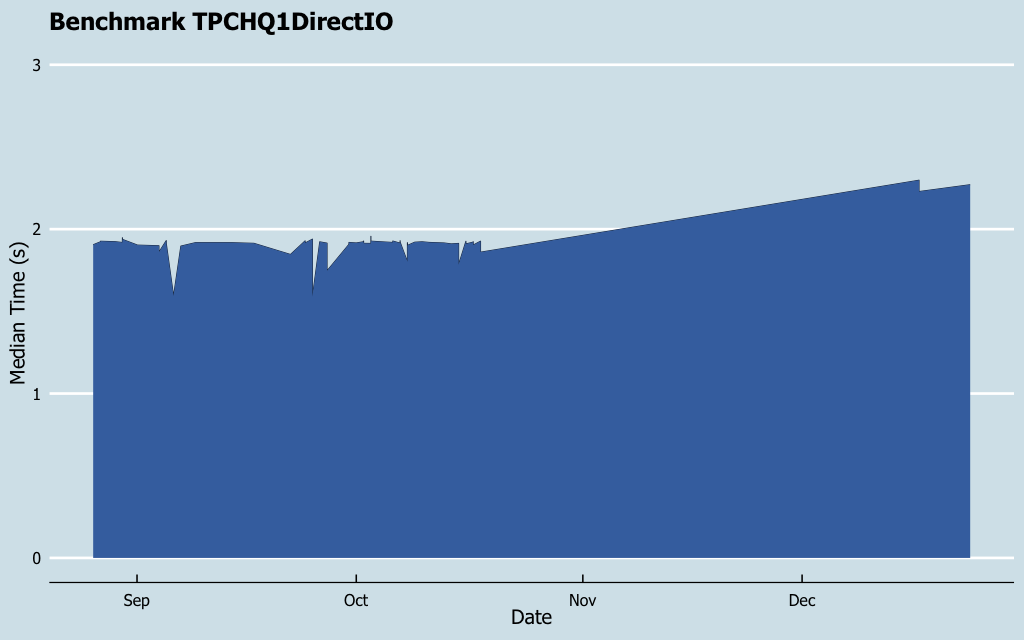 Benchmark TPCHQ1DirectIO
3
2
1
0
Median Time (s)
Sep Oct Nov Dec
Date